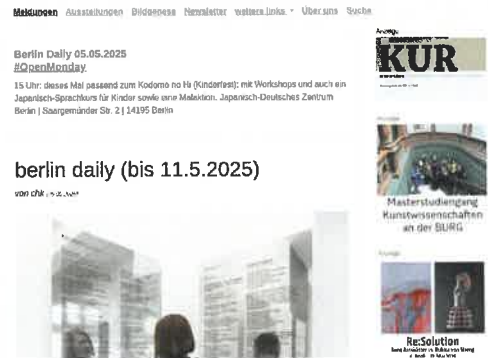 Meldungen Ausstellungen Bildgenese Newsletter weitere links Über uns Suche
Berlin Daily 05.05.2025
#OpenMonday
15 Uhr: dieses Mal passend zum Kodomo no Hi (Kinderfest): mit Workshops und auch ein
Japanisch-Sprachkurs für Kinder sowie eine Malaktion. Japanisch-Deutsches Zentrum
Berlin | Saargemünder Str. 2 | 14195 Berlin
berlin daily (bis 11.5.2025)
von chk
Anzeige
KUR
Anzeige
Masterstudiengang
Kunstwissenschaften
an der BURG
Anzeige
Re:Solution